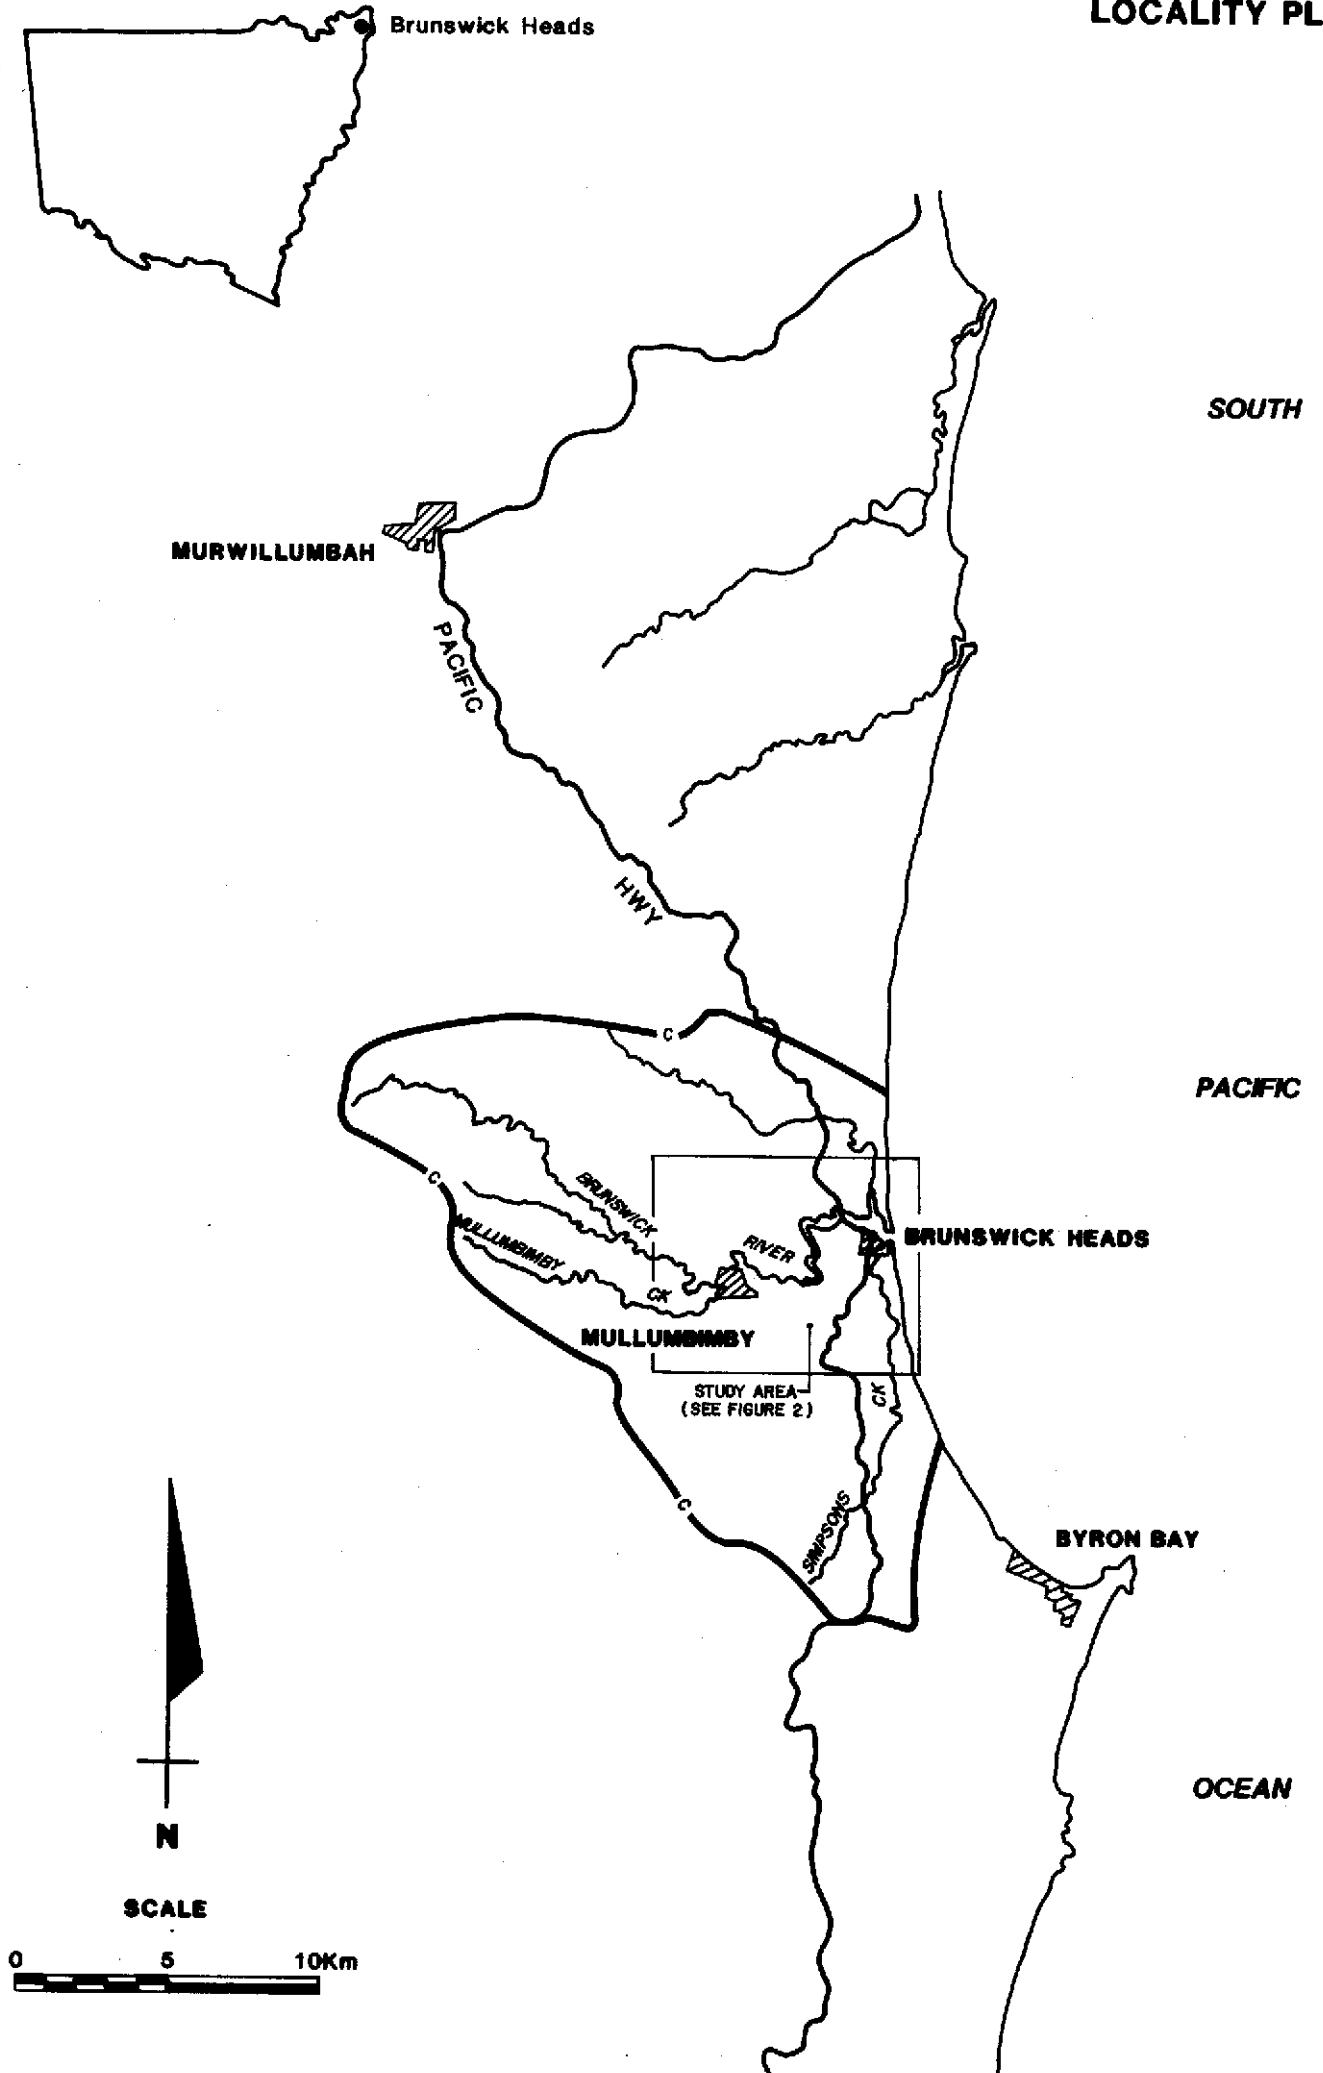 LOCALITY PL
Brunswick Heads
SOUTH
MURWILLUMBAH
PACIFIC
HWY
C
PACIFIC
C
BRUNSWICK
RIVER
BRUNSWICK HEADS
MULLUMBIMBY
CK
MULLUMBIMBY
STUDY AREA
(SEE FIGURE 2)
CK
C
SIMPSONS
BYRON BAY
OCEAN
N
SCALE
0 5 10Km